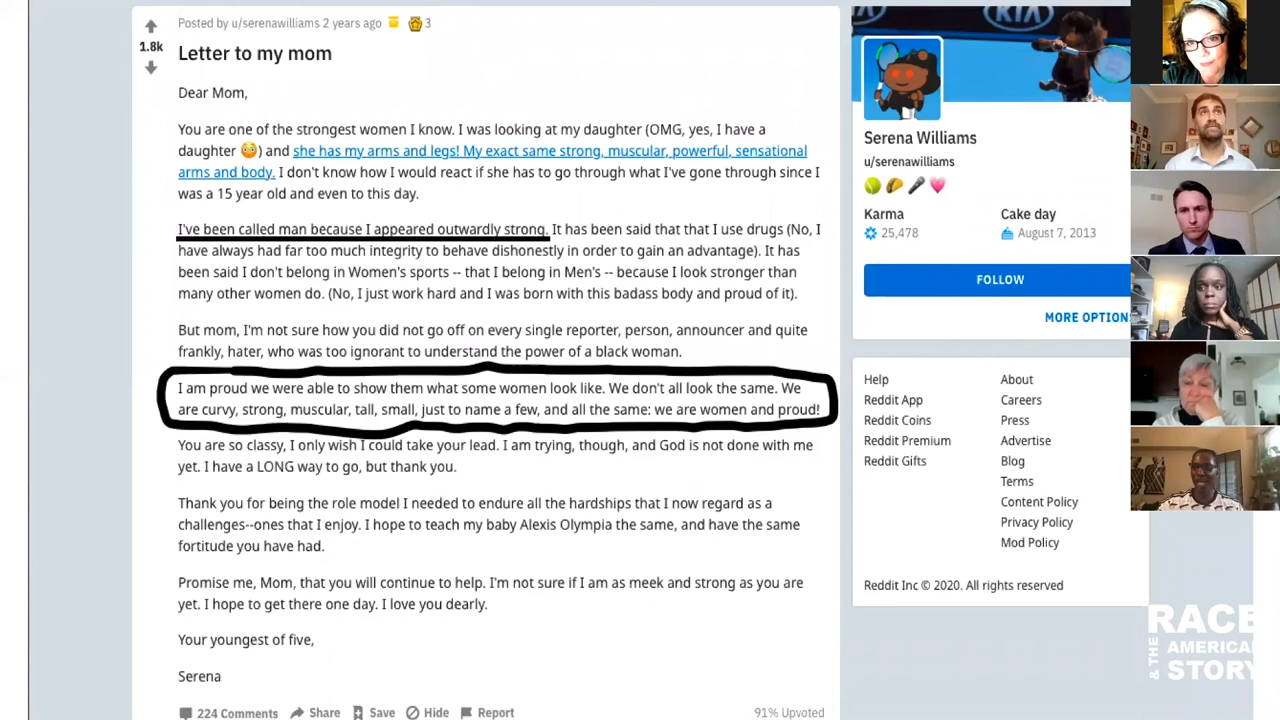 Posted by u/serenawilliams 2 years ago 3
1.8k
Letter to my mom
Dear Mom,
You are one of the strongest women I know. I was looking at my daughter (OMG, yes, I have a
daughter 😳) and she has my arms and legs! My exact same strong, muscular, powerful, sensational
arms and body. I don't know how I would react if she has to go through what I've gone through since I
was a 15 year old and even to this day.
I've been called man because I appeared outwardly strong. It has been said that that I use drugs (No, I
have always had far too much integrity to behave dishonestly in order to gain an advantage). It has
been said I don't belong in Women's sports -- that I belong in Men's -- because I look stronger than
many other women do. (No, I just work hard and I was born with this badass body and proud of it).
But mom, I'm not sure how you did not go off on every single reporter, person, announcer and quite
frankly, hater, who was too ignorant to understand the power of a black woman.
I am proud we were able to show them what some women look like. We don't all look the same. We
are curvy, strong, muscular, tall, small, just to name a few, and all the same: we are women and proud!
You are so classy, I only wish I could take your lead. I am trying, though, and God is not done with me
yet. I have a LONG way to go, but thank you.
Thank you for being the role model I needed to endure all the hardships that I now regard as a
challenges--ones that I enjoy. I hope to teach my baby Alexis Olympia the same, and have the same
fortitude you have had.
Promise me, Mom, that you will continue to help. I'm not sure if I am as meek and strong as you are
yet. I hope to get there one day. I love you dearly.
Your youngest of five,
Serena
224 Comments Share Save Hide Report 91% Upvoted
KIA
Serena Williams
u/serenawilliams
🎾 🌮 🎤 💗
Karma Cake day
25,478 August 7, 2013
FOLLOW
MORE OPTION
Help About
Reddit App Careers
Reddit Coins Press
Reddit Premium Advertise
Reddit Gifts Blog
Terms
Content Policy
Privacy Policy
Mod Policy
Reddit Inc © 2020. All rights reserved
RACE
& THE AMERICAN
STORY